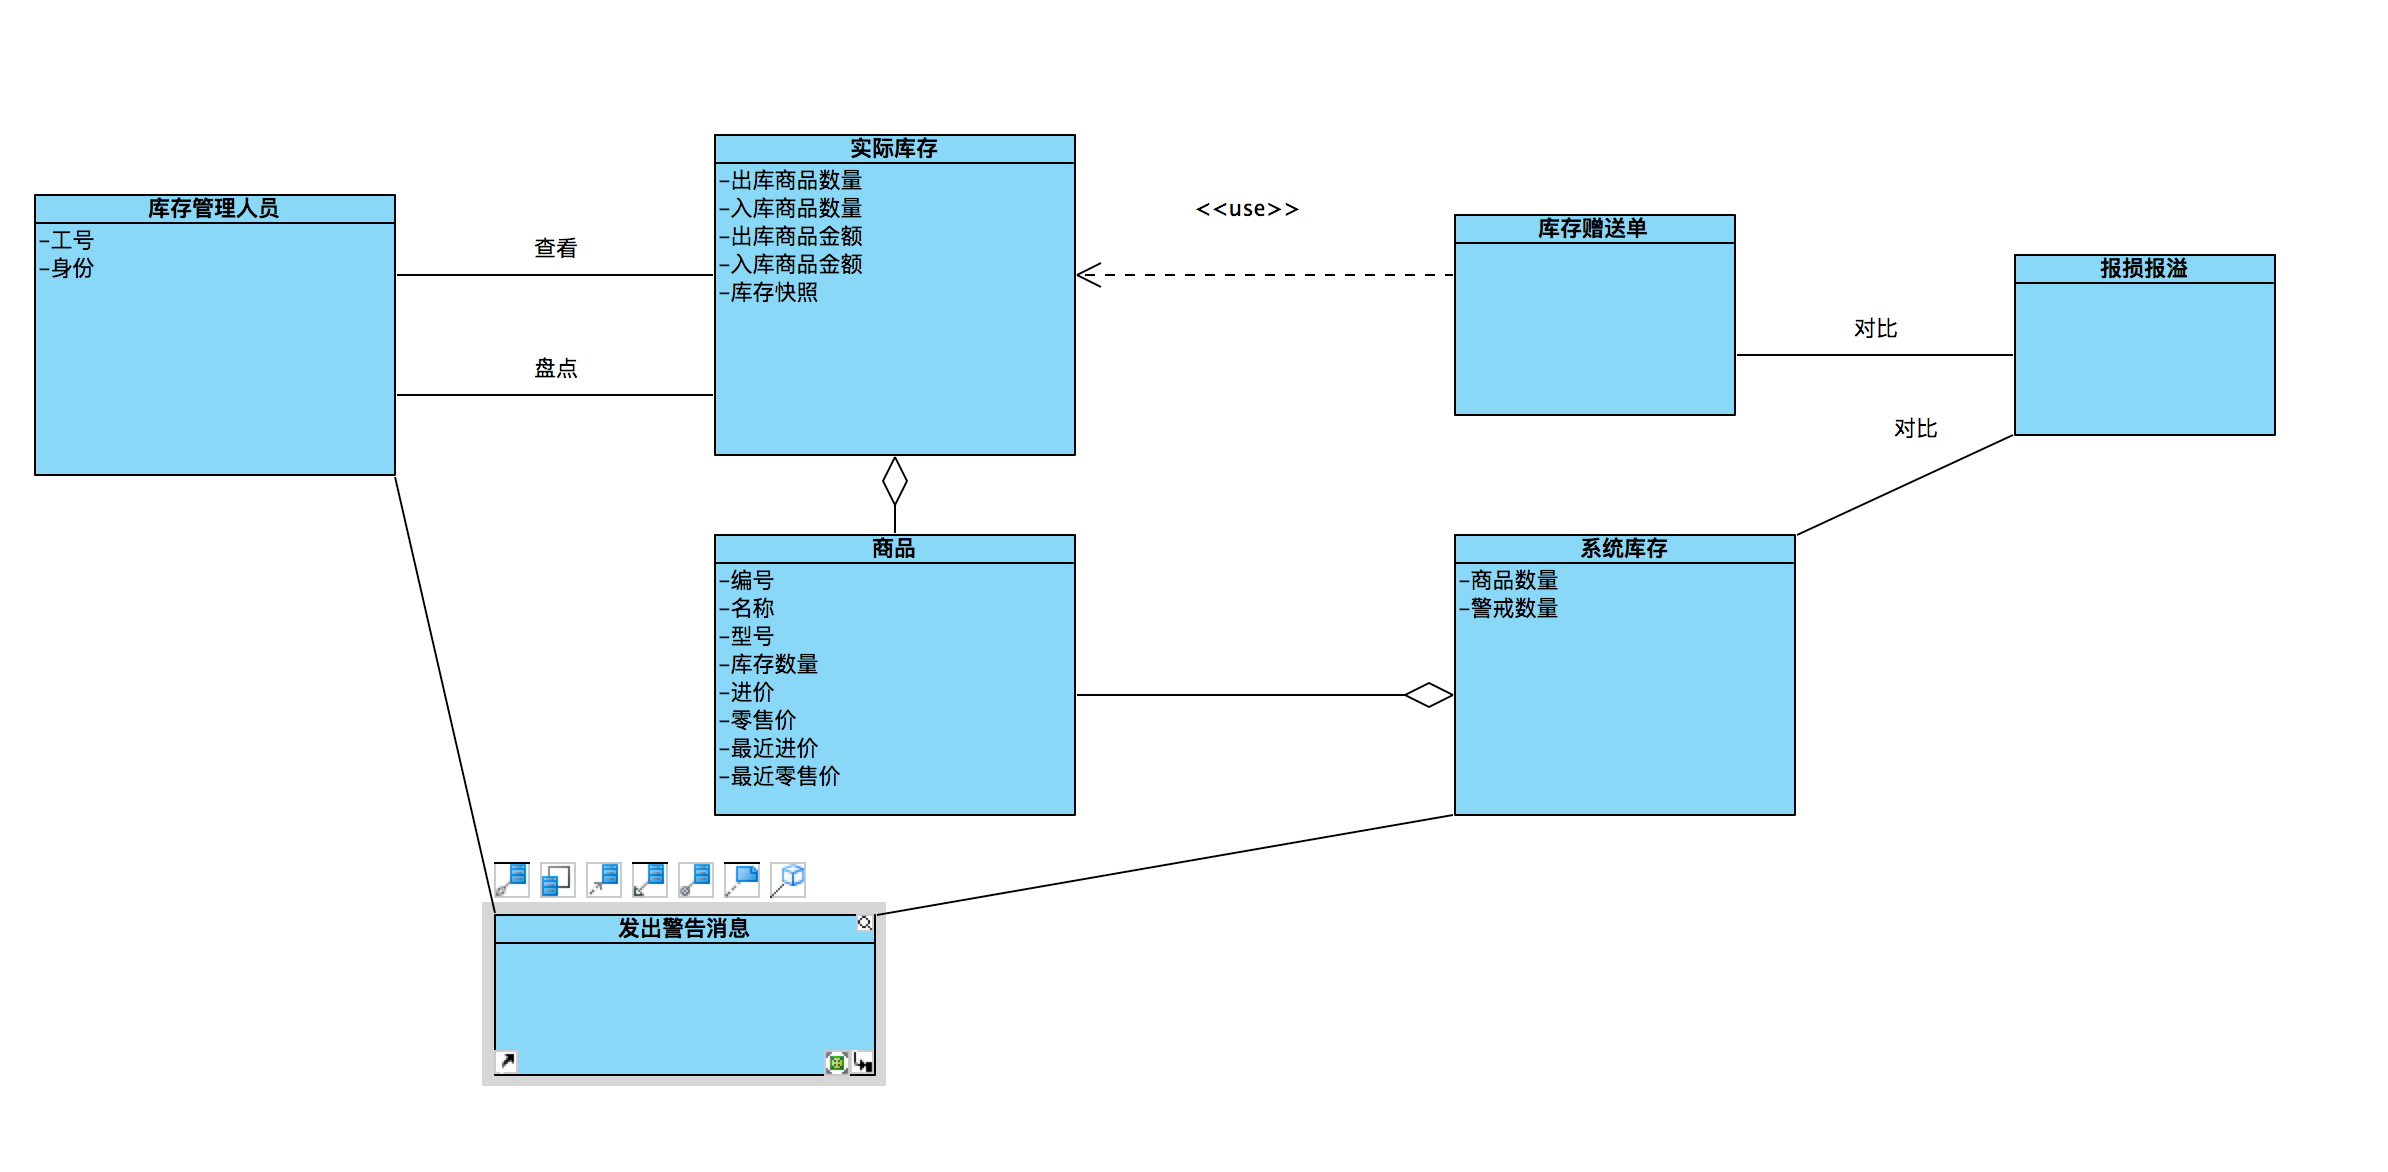 库存管理人员
-工号
-身份
查看
盘点
实际库存
-出库商品数量
-入库商品数量
-出库商品金额
-入库商品金额
-库存快照
<<use>>
库存赠送单
对比
报损报溢
对比
商品
-编号
-名称
-型号
-库存数量
-进价
-零售价
-最近进价
-最近零售价
系统库存
-商品数量
-警戒数量
发出警告消息